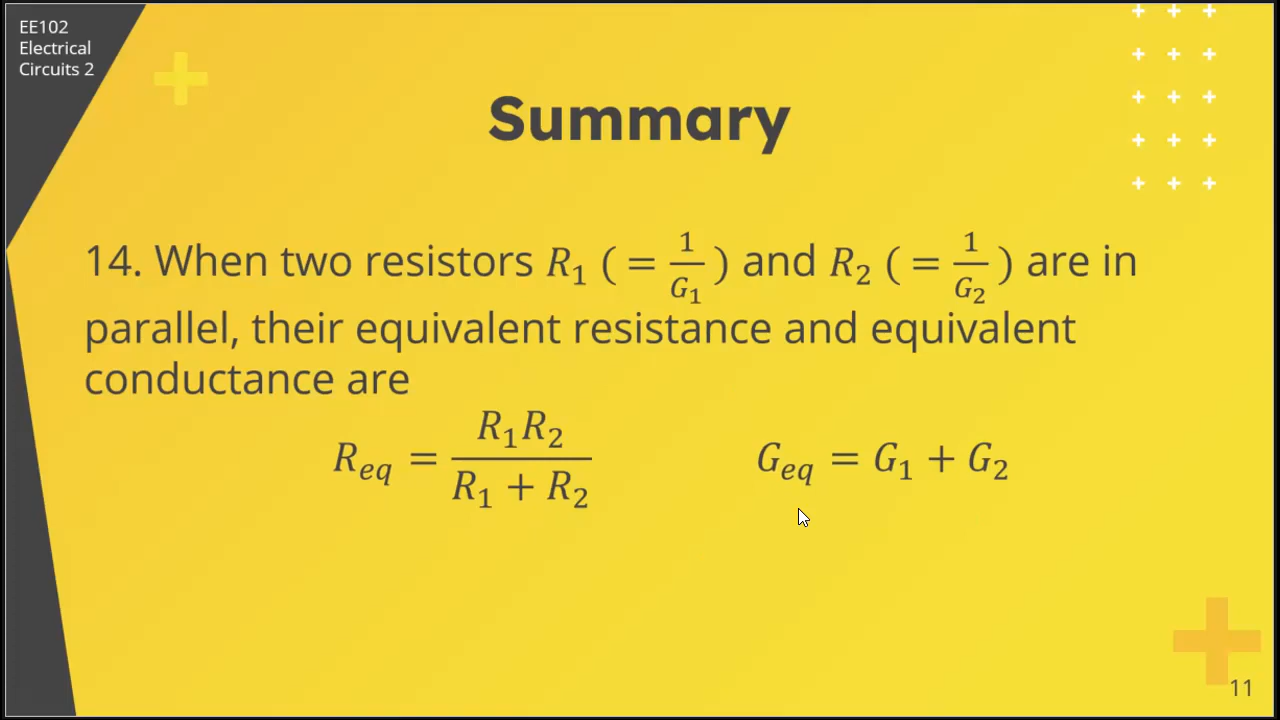 EE102
Electrical
Circuits 2
Summary
14. When two resistors R₁ ( = 1/G₁ ) and R₂ ( = 1/G₂ ) are in
parallel, their equivalent resistance and equivalent
conductance are
R_eq = R₁R₂/(R₁ + R₂) G_eq = G₁ + G₂
11